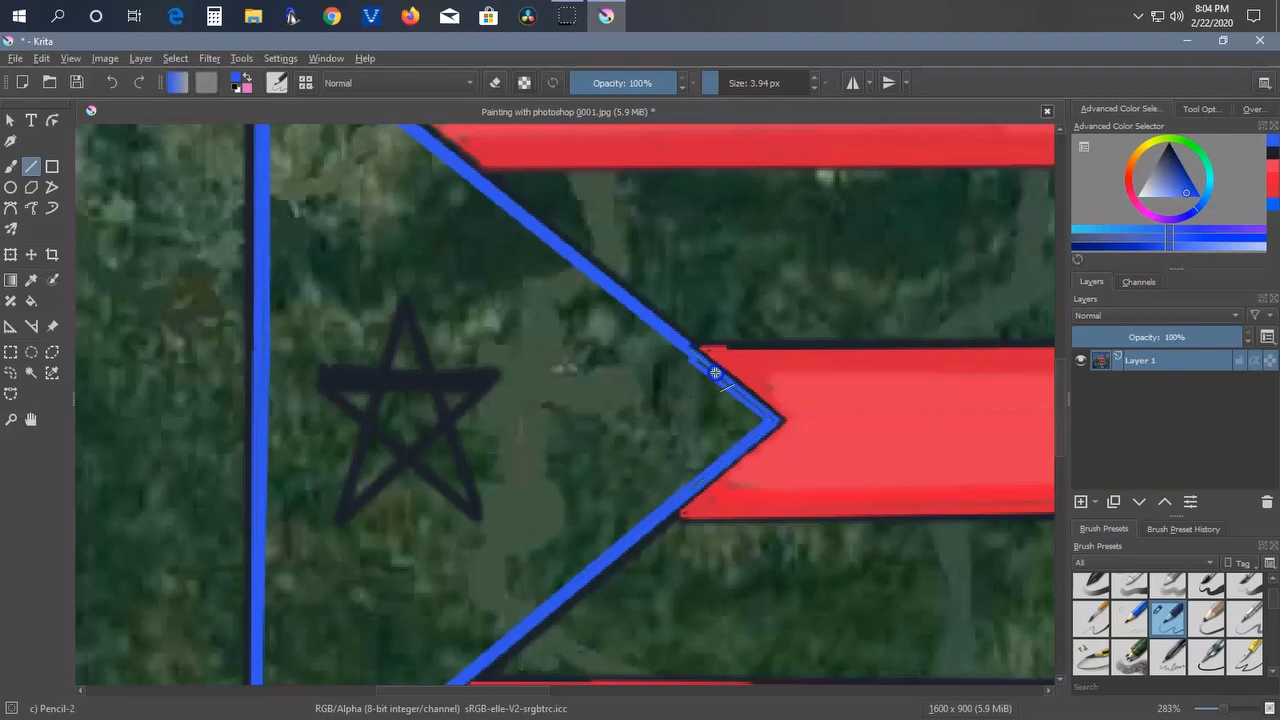 8:04 PM
2/22/2020
* - Krita
File Edit View Image Layer Select Filter Tools Settings Window Help
Normal Opacity: 100% Size: 3.94 px
Painting with photoshop 0001.jpg (5.9 MiB) *
Advanced Color Sele... Tool Opt... Over...
Advanced Color Selector
Layers Channels
Layers
Normal
Opacity: 100%
Layer 1
Brush Presets Brush Preset History
Brush Presets
All Tag
Search
c) Pencil-2 RGB/Alpha (8-bit integer/channel) sRGB-elle-V2-srgbtrc.icc 1600 x 900 (5.9 MiB) 283%